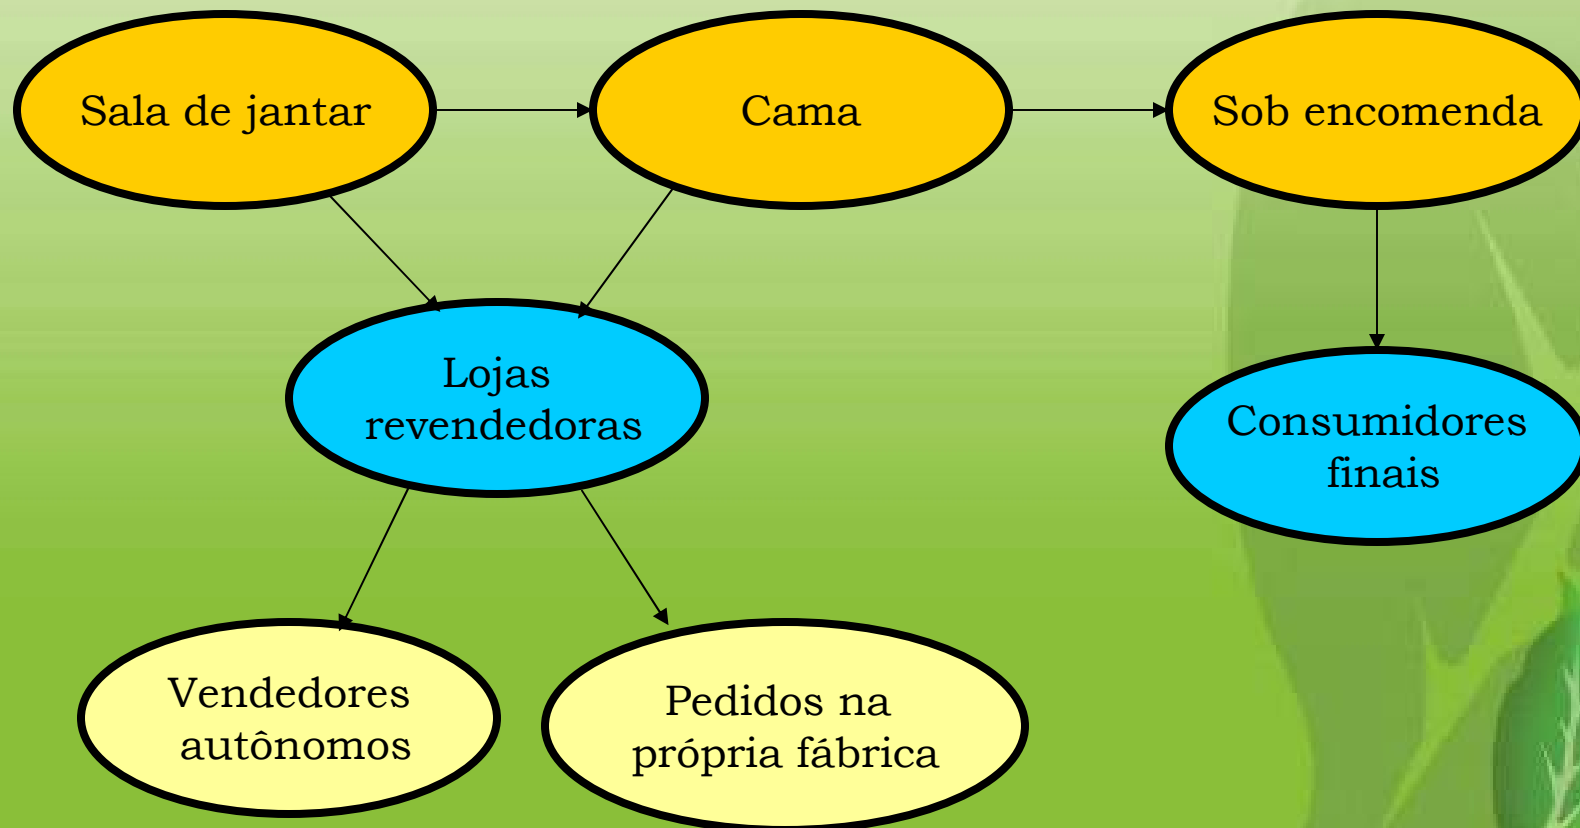 Sala de jantar
Cama
Sob encomenda
Lojas
revendedoras
Consumidores
finais
Vendedores
autônomos
Pedidos na
própria fábrica